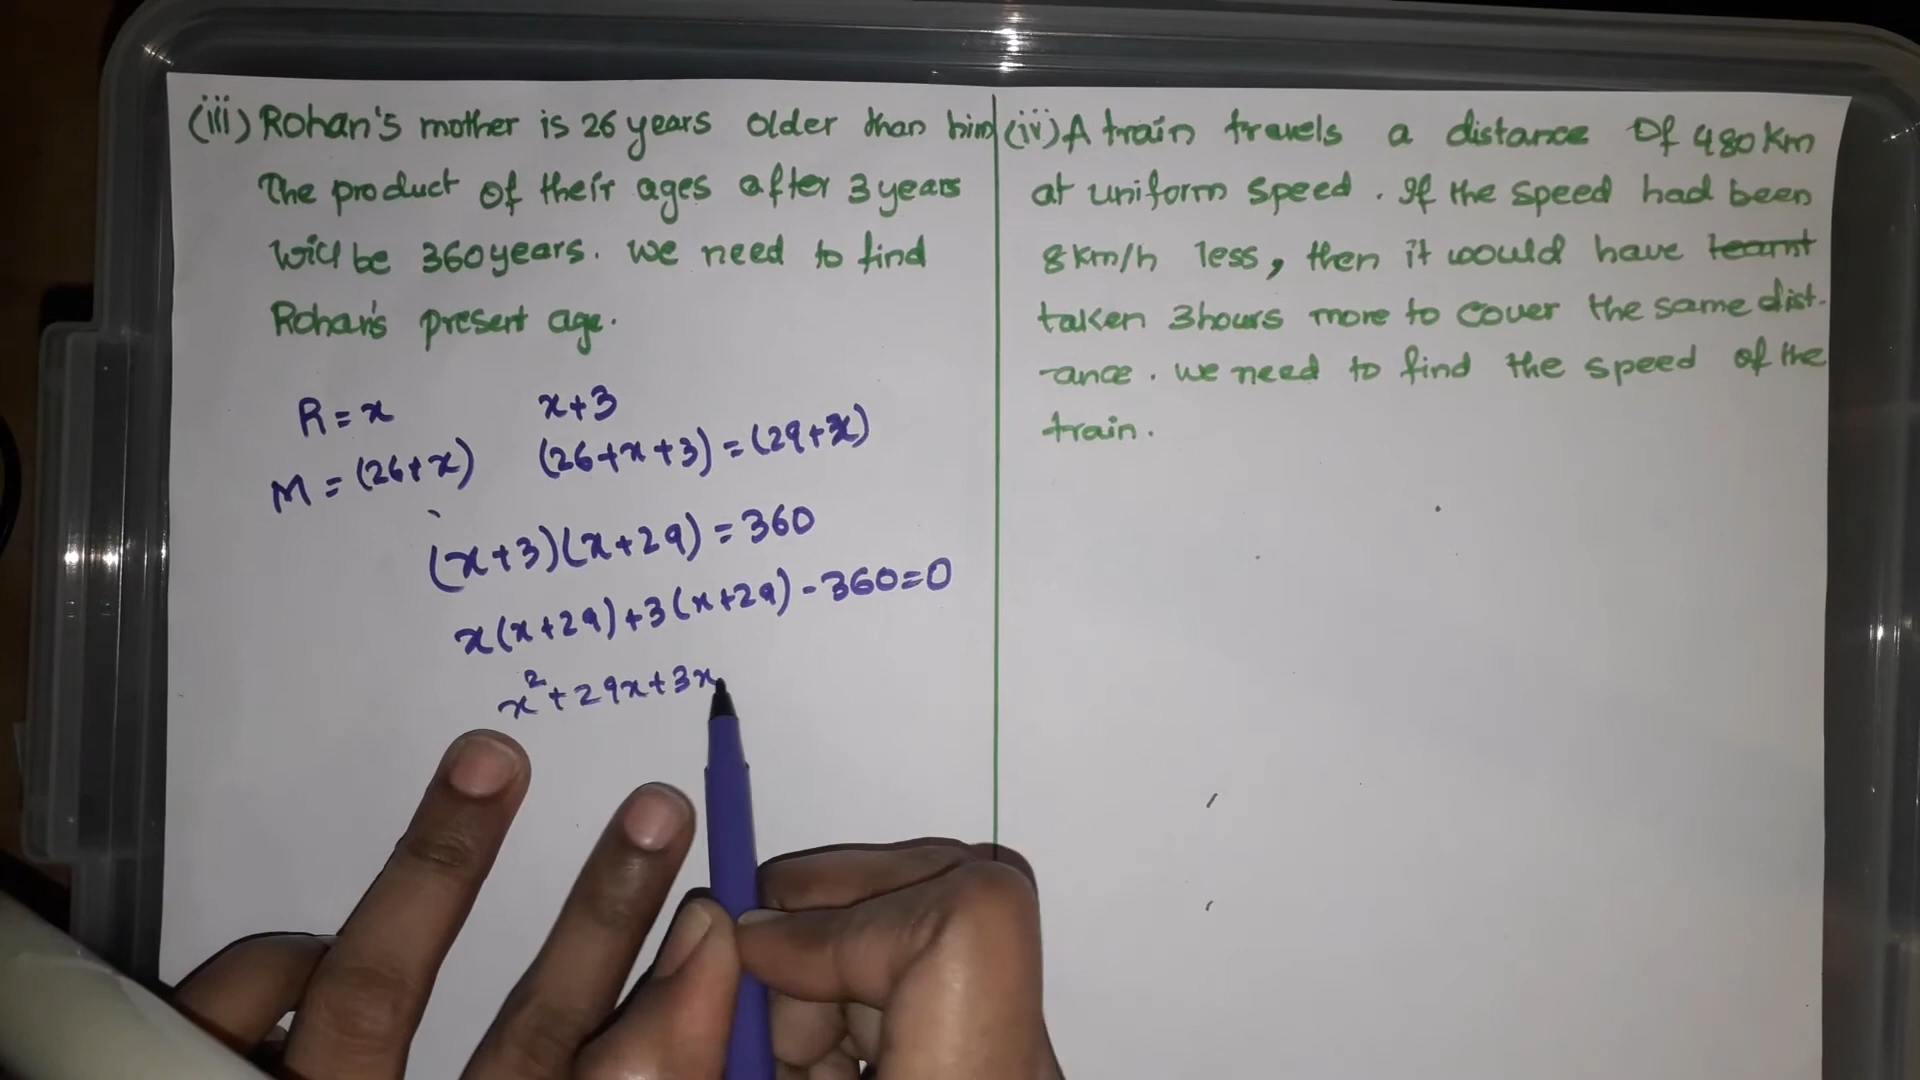 (iii) Rohan's mother is 26 years older than him
The product of their ages after 3 years
will be 360 years. We need to find
Rohan's present age.
R = x x+3
M = (26+x) (26+x+3) = (29+x)
(x+3)(x+29) = 360
x(x+29)+3(x+29)-360=0
x²+29x+3x
(iv) A train travels a distance Of 480 Km
at uniform speed. If the speed had been
8 Km/h less, then it would have
taken 3 hours more to cover the same dist-
-ance. we need to find the speed of the
train.